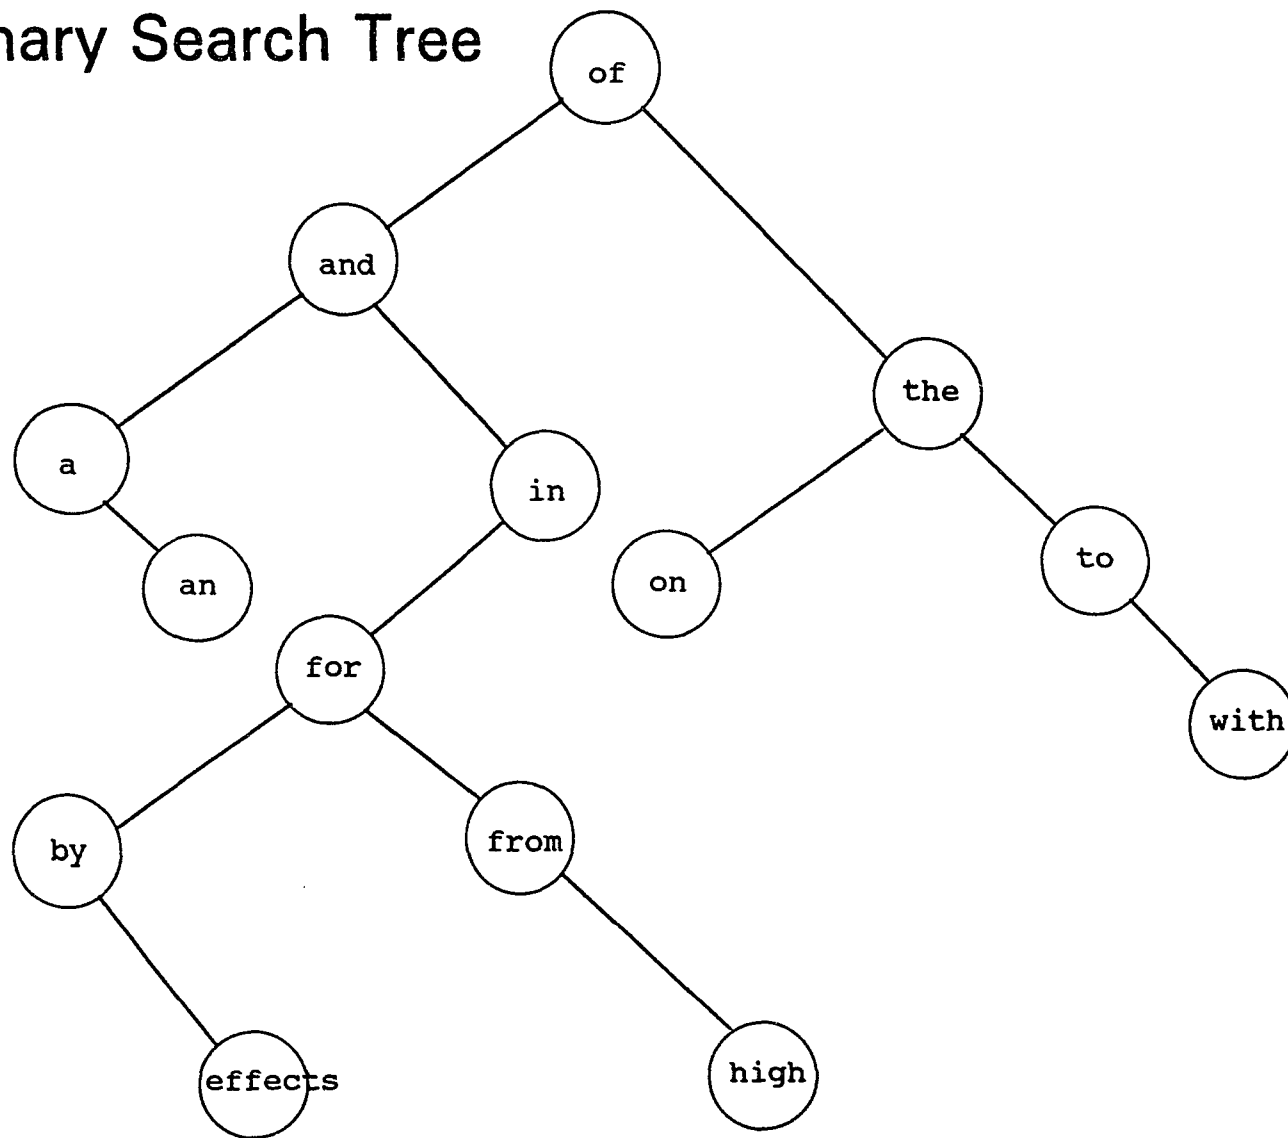 nary Search Tree
of
and
the
a
in
an
on
to
for
with
by
from
effects
high